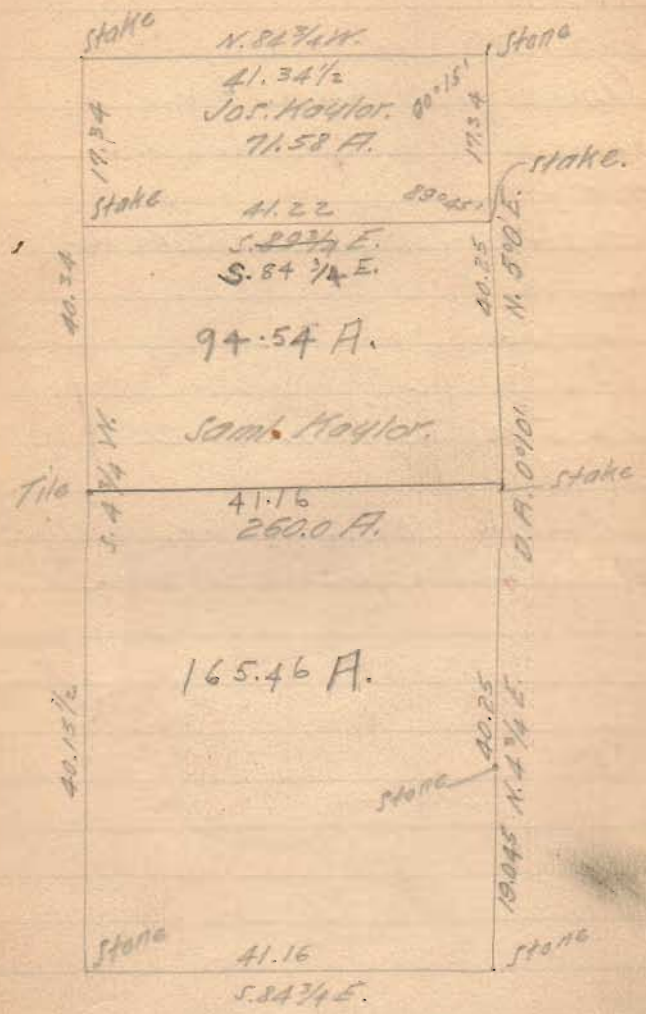 Stake
N. 84 3/4 W.
Stone
41.34 1/2
Jos. Kaylor.
71.58 A.
90°15'
17.34
17.34
Stake.
Stake
41.22
89°45'
S. 89 3/4 E.
S. 84 3/4 E.
40.34
40.25
N. 5°0' E.
94.54 A.
Saml. Kaylor.
S. 4 3/4 W.
D.R. 0°10'
Tile
Stake
41.16
260.0 A.
165.46 A.
40.15 1/2
40.25
N. 4 3/4 E.
Stone
19.045
Stone
41.16
Stone
S. 84 3/4 E.